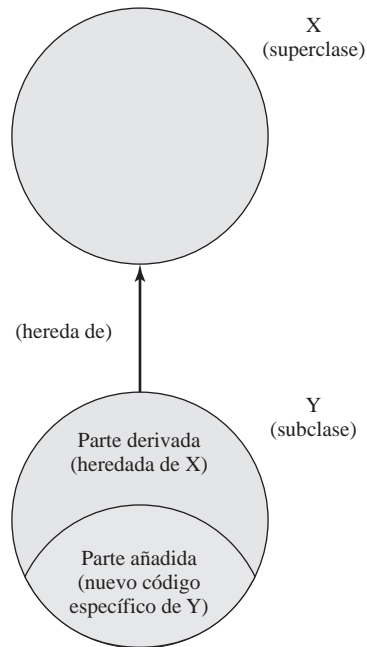 X
(superclase)
(hereda de)
Y
(subclase)
Parte derivada
(heredada de X)
Parte añadida
(nuevo código
específico de Y)